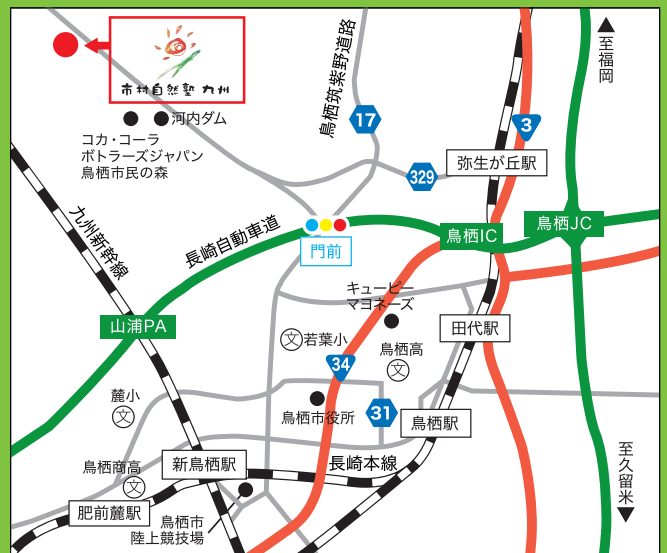 至福岡
市村自然塾 九州
鳥栖筑紫野道路
17
3
河内ダム
コカ・コーラ
ボトラーズジャパン
鳥栖市民の森
弥生が丘駅
329
九州新幹線
長崎自動車道
鳥栖IC
鳥栖JC
門前
キューピー
マヨネーズ
山浦PA
田代駅
文
若葉小
鳥栖高
文
34
麓小
文
鳥栖市役所
31
鳥栖駅
鳥栖商高
文
新鳥栖駅
長崎本線
至久留米
肥前麓駅
鳥栖市
陸上競技場